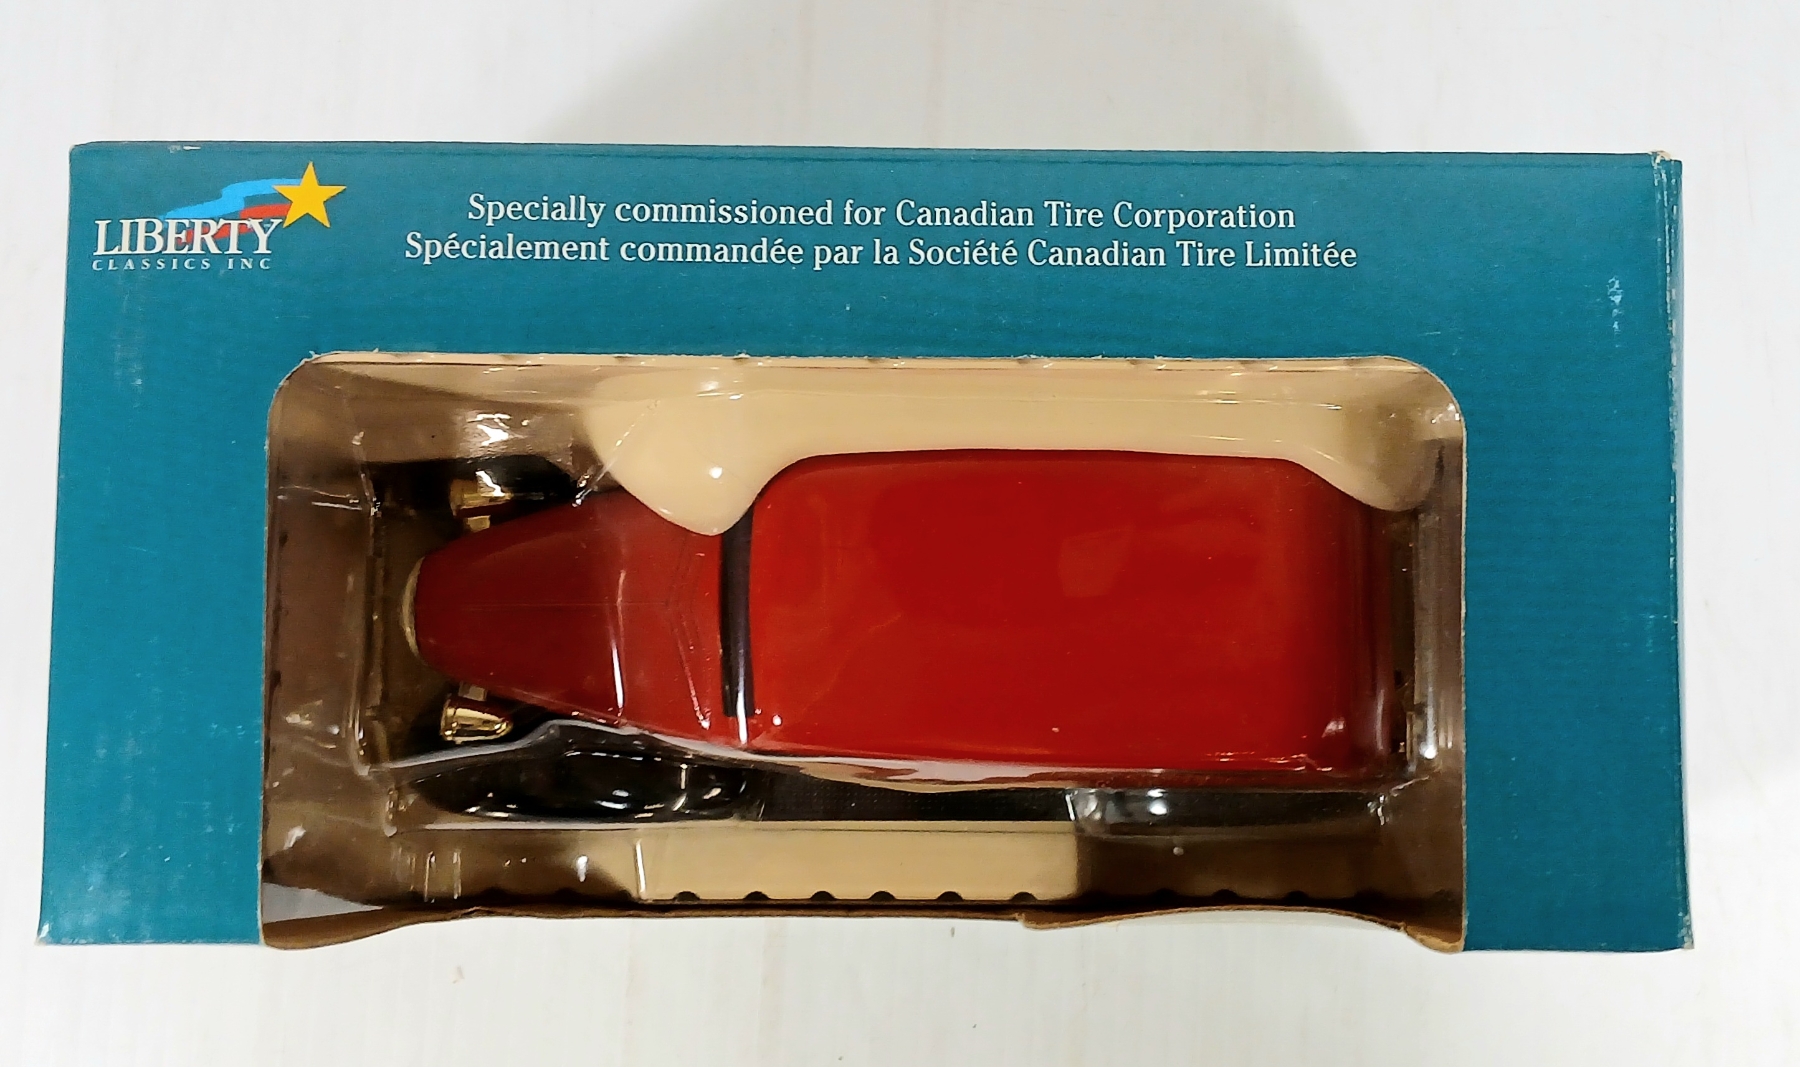 LIBERTY
CLASSICS INC
Specially commissioned for Canadian Tire Corporation
Spécialement commandée par la Société Canadian Tire Limitée